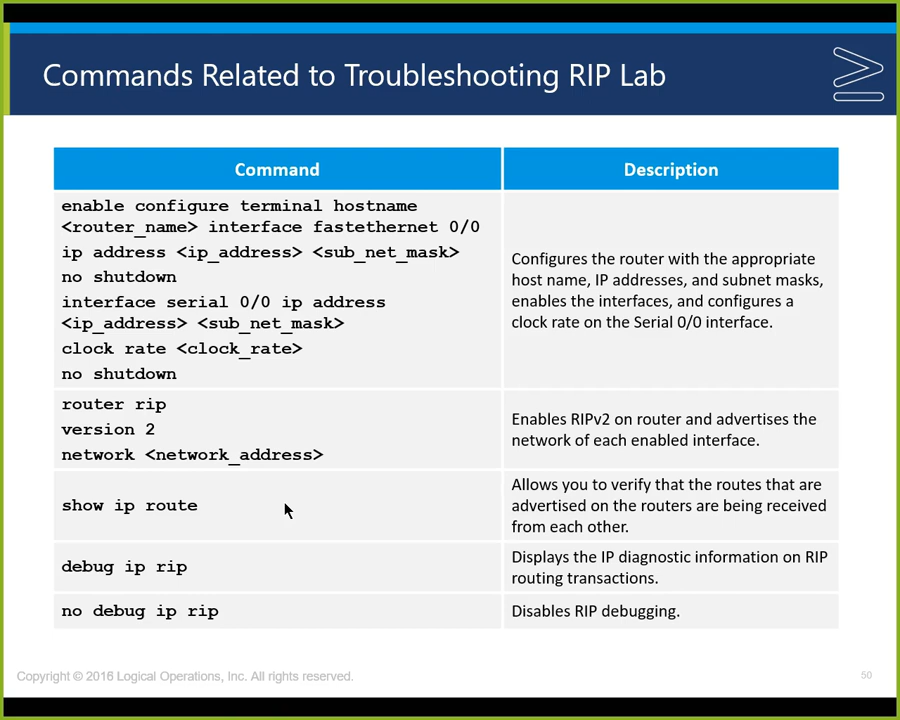 Commands Related to Troubleshooting RIP Lab
Command
Description
enable configure terminal hostname
<router_name> interface fastethernet 0/0
ip address <ip_address> <sub_net_mask>
no shutdown
interface serial 0/0 ip address
<ip_address> <sub_net_mask>
clock rate <clock_rate>
no shutdown
Configures the router with the appropriate
host name, IP addresses, and subnet masks,
enables the interfaces, and configures a
clock rate on the Serial 0/0 interface.
router rip
version 2
network <network_address>
Enables RIPv2 on router and advertises the
network of each enabled interface.
show ip route
Allows you to verify that the routes that are
advertised on the routers are being received
from each other.
debug ip rip
Displays the IP diagnostic information on RIP
routing transactions.
no debug ip rip
Disables RIP debugging.
Copyright © 2016 Logical Operations, Inc. All rights reserved.
50